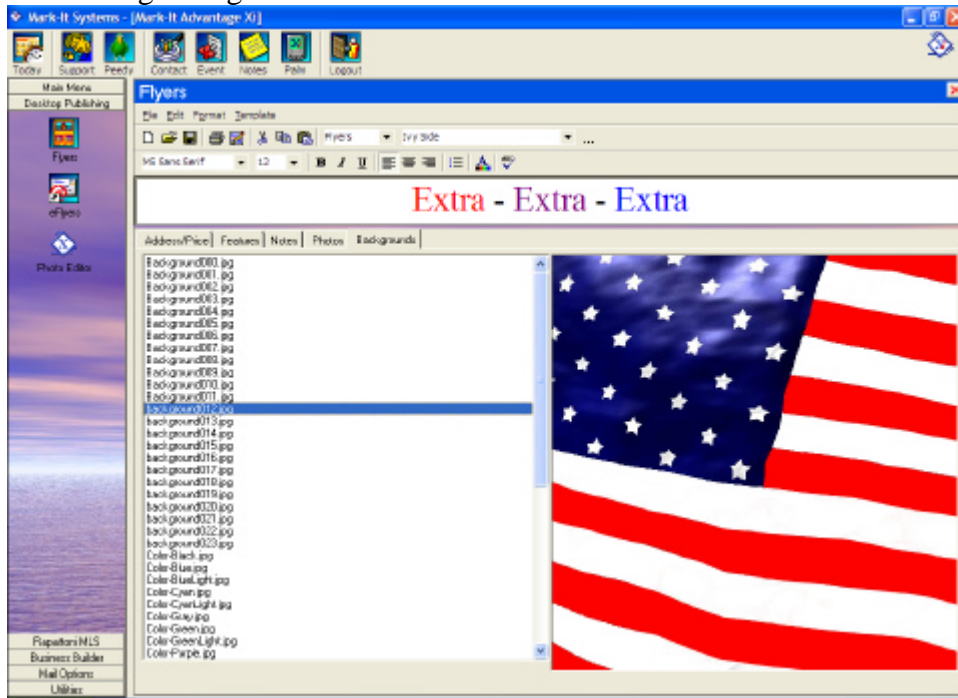 Mark-It Systems - [Mark-It Advantage Xi]
Today Support Peedy Contact Event Notes Palm Logout
Main Menu
Desktop Publishing
Flyers
eFlyers
Photo Editor
Rapattoni MLS
Business Builder
Mail Options
Utilities
Flyers
File Edit Format Template
Flyers Ivy Side ...
MS Sans Serif 12 B I U
Extra - Extra - Extra
Address/Price Features Notes Photos Backgrounds
Background000.jpg
Background001.jpg
Background002.jpg
Background003.jpg
Background004.jpg
Background005.jpg
Background006.jpg
Background007.jpg
Background008.jpg
Background009.jpg
Background010.jpg
Background011.jpg
background012.jpg
background013.jpg
background014.jpg
background015.jpg
background016.jpg
background017.jpg
background018.jpg
background019.jpg
background020.jpg
background021.jpg
background022.jpg
background023.jpg
Color-Black.jpg
Color-Blue.jpg
Color-BlueLight.jpg
Color-Cyan.jpg
Color-CyanLight.jpg
Color-Gray.jpg
Color-Green.jpg
Color-GreenLight.jpg
Color-Purple.jpg